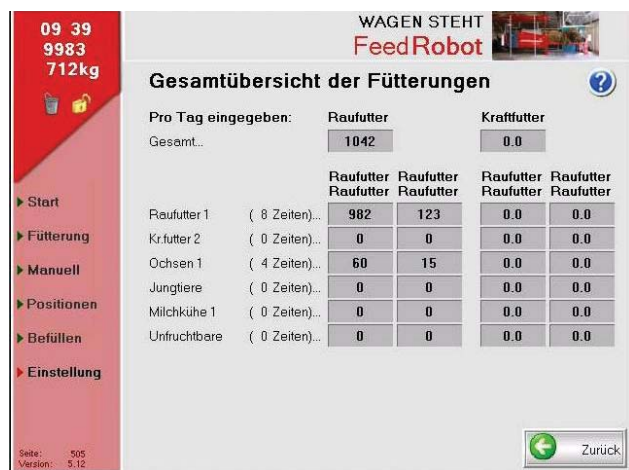 09 39
9983
712kg
WAGEN STEHT
FeedRobot
Gesamtübersicht der Fütterungen
?
Pro Tag eingegeben: Raufutter Kraftfutter
Gesamt... 1042 0.0
Raufutter Raufutter Raufutter Raufutter
Raufutter Raufutter Raufutter Raufutter
Raufutter 1 ( 8 Zeiten)... 982 123 0.0 0.0
Kr.futter 2 ( 0 Zeiten)... 0 0 0.0 0.0
Ochsen 1 ( 4 Zeiten)... 60 15 0.0 0.0
Jungtiere ( 0 Zeiten)... 0 0 0.0 0.0
Milchkühe 1 ( 0 Zeiten)... 0 0 0.0 0.0
Unfruchtbare ( 0 Zeiten)... 0 0 0.0 0.0
Start
Fütterung
Manuell
Positionen
Befüllen
Einstellung
Seite: 505
Version: 5.12
Zurück